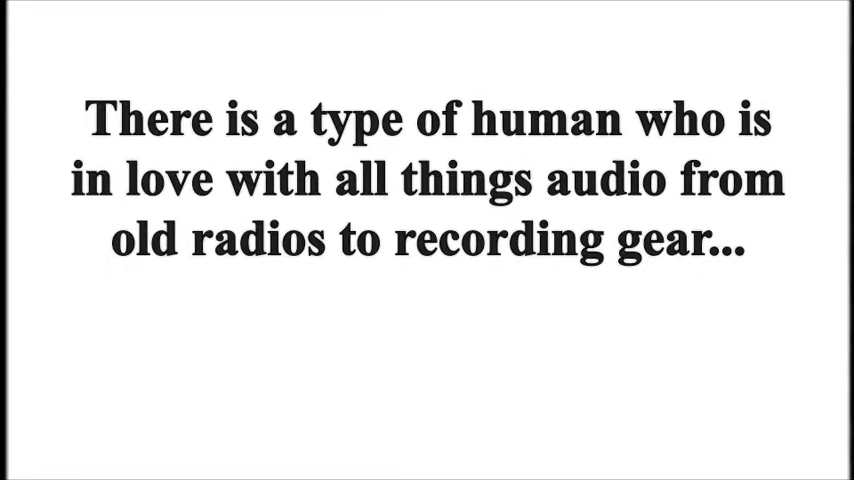 There is a type of human who is
in love with all things audio from
old radios to recording gear...